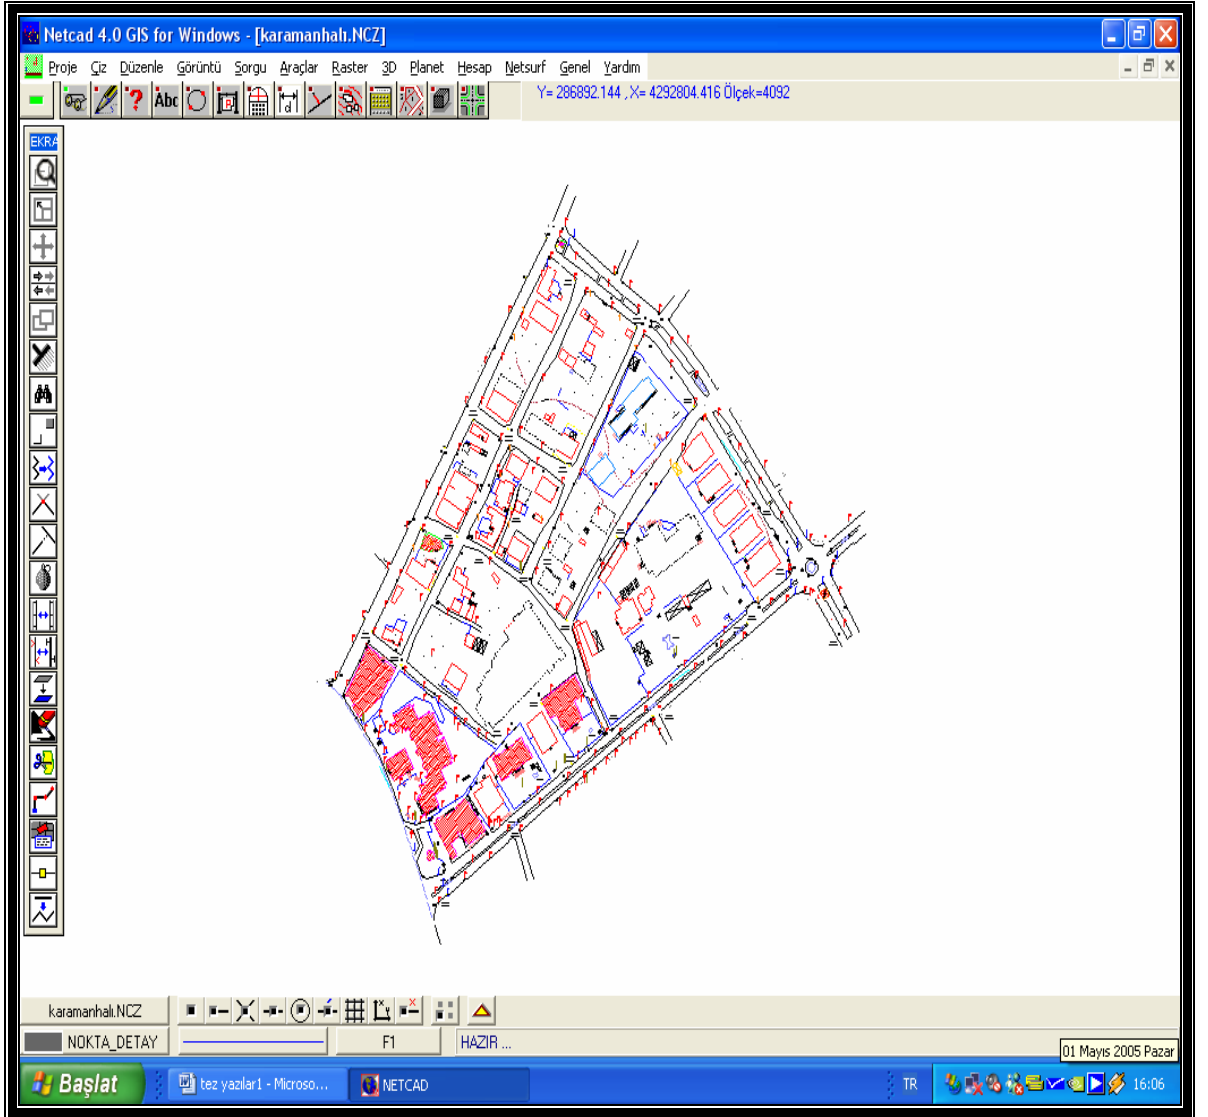 Netcad 4.0 GIS for Windows - [karamanhalı.NCZ]
Proje Çiz Düzenle Görüntü Sorgu Araçlar Raster 3D Planet Hesap Netsurf Genel Yardım
Abc
Y= 286892.144 , X= 4292804.416 Ölçek=4092
EKRA
karamanhalı.NCZ
NOKTA_DETAY F1 HAZIR ...
01 Mayıs 2005 Pazar
Başlat tez yazılar1 - Microso... NETCAD TR 16:06